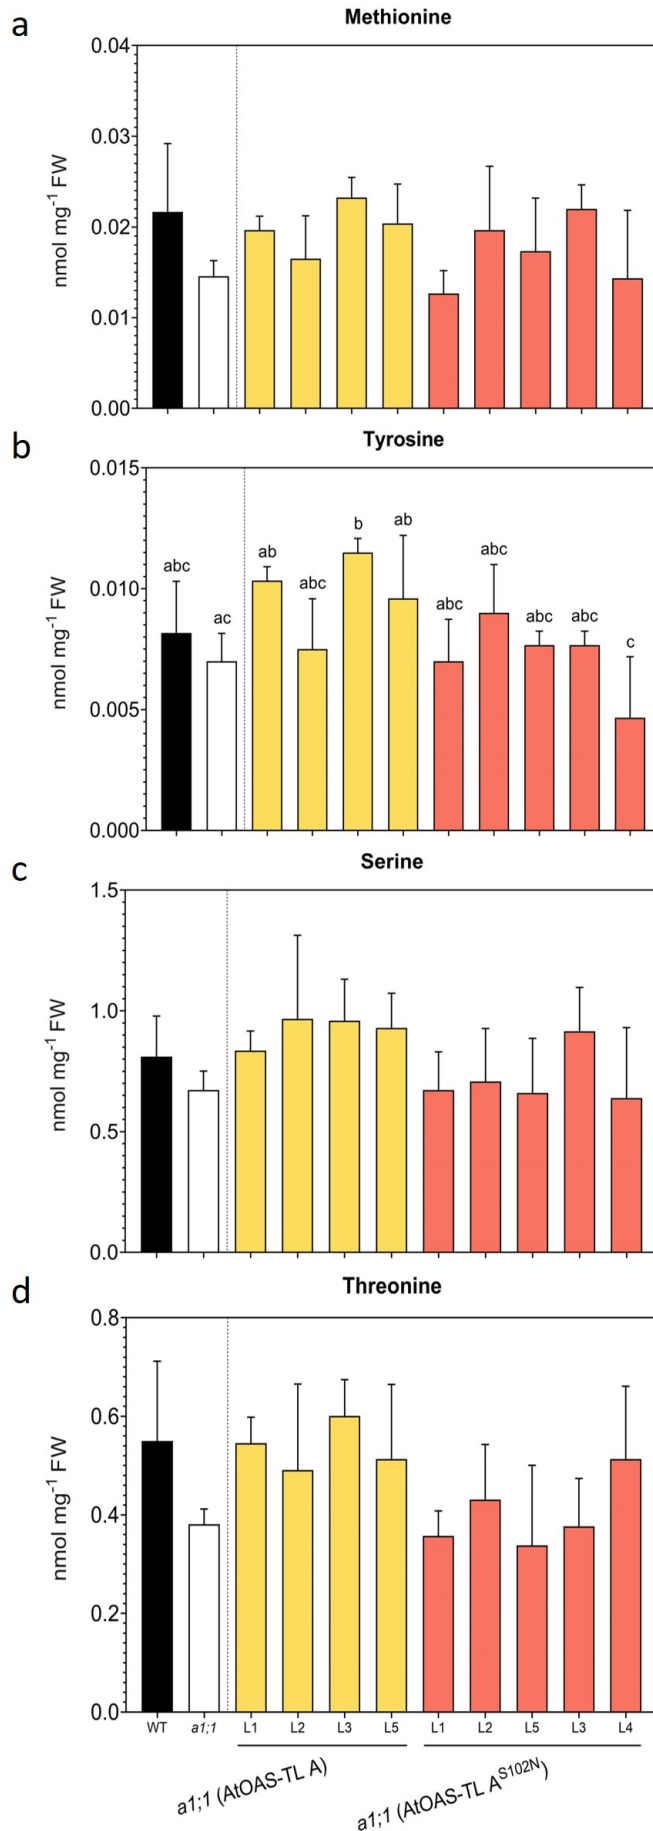 a
Methionine
nmol mg⁻¹ FW
0.04
0.03
0.02
0.01
0.00
b
Tyrosine
nmol mg⁻¹ FW
0.015
0.010
0.005
0.000
abc
ac
ab
abc
b
ab
abc
abc
abc
abc
c
c
Serine
nmol mg⁻¹ FW
1.5
1.0
0.5
0.0
d
Threonine
nmol mg⁻¹ FW
0.8
0.6
0.4
0.2
0.0
WT a1;1 L1 L2 L3 L5 L1 L2 L5 L3 L4
a1;1 (AtOAS-TL A)
a1;1 (AtOAS-TL A^S102N)